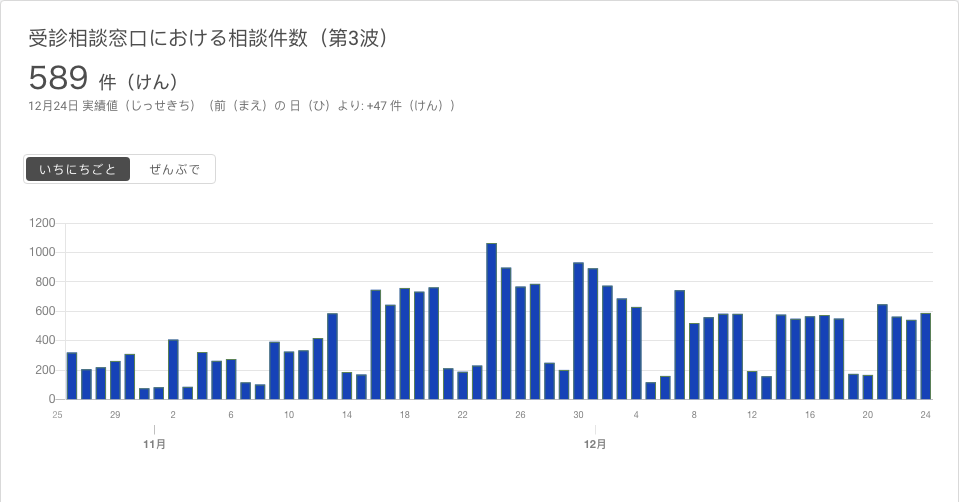 受診相談窓口における相談件数（第3波）
589 件（けん）
12月24日 実績値（じっせきち）（前（まえ）の 日（ひ）より: +47 件（けん））
いちにちごと ぜんぶで
1200
1000
800
600
400
200
0
25 29 2 6 10 14 18 22 26 30 4 8 12 16 20 24
11月 12月